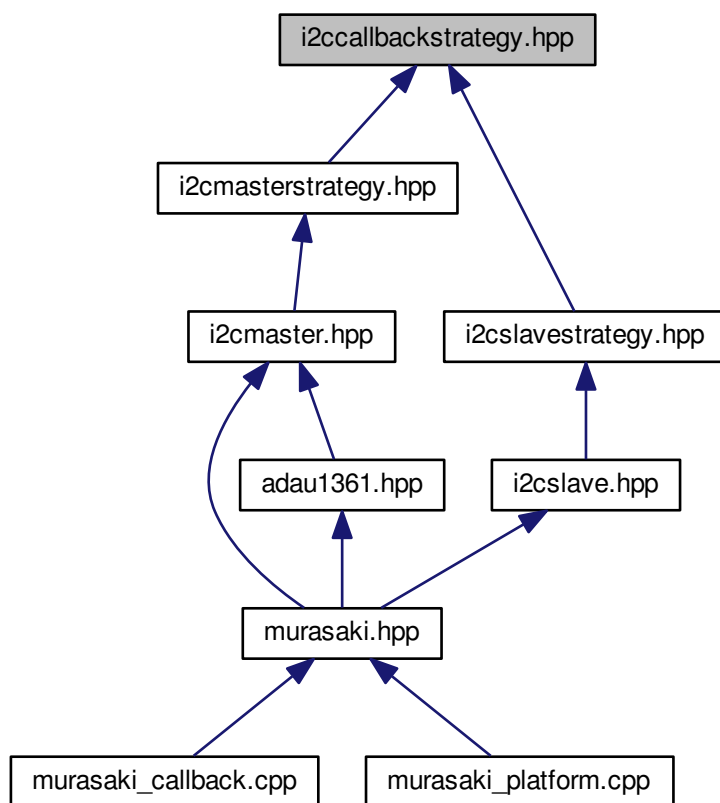 i2ccallbackstrategy.hpp
i2cmasterstrategy.hpp
i2cmaster.hpp
i2cslavestrategy.hpp
adau1361.hpp
i2cslave.hpp
murasaki.hpp
murasaki_callback.cpp
murasaki_platform.cpp